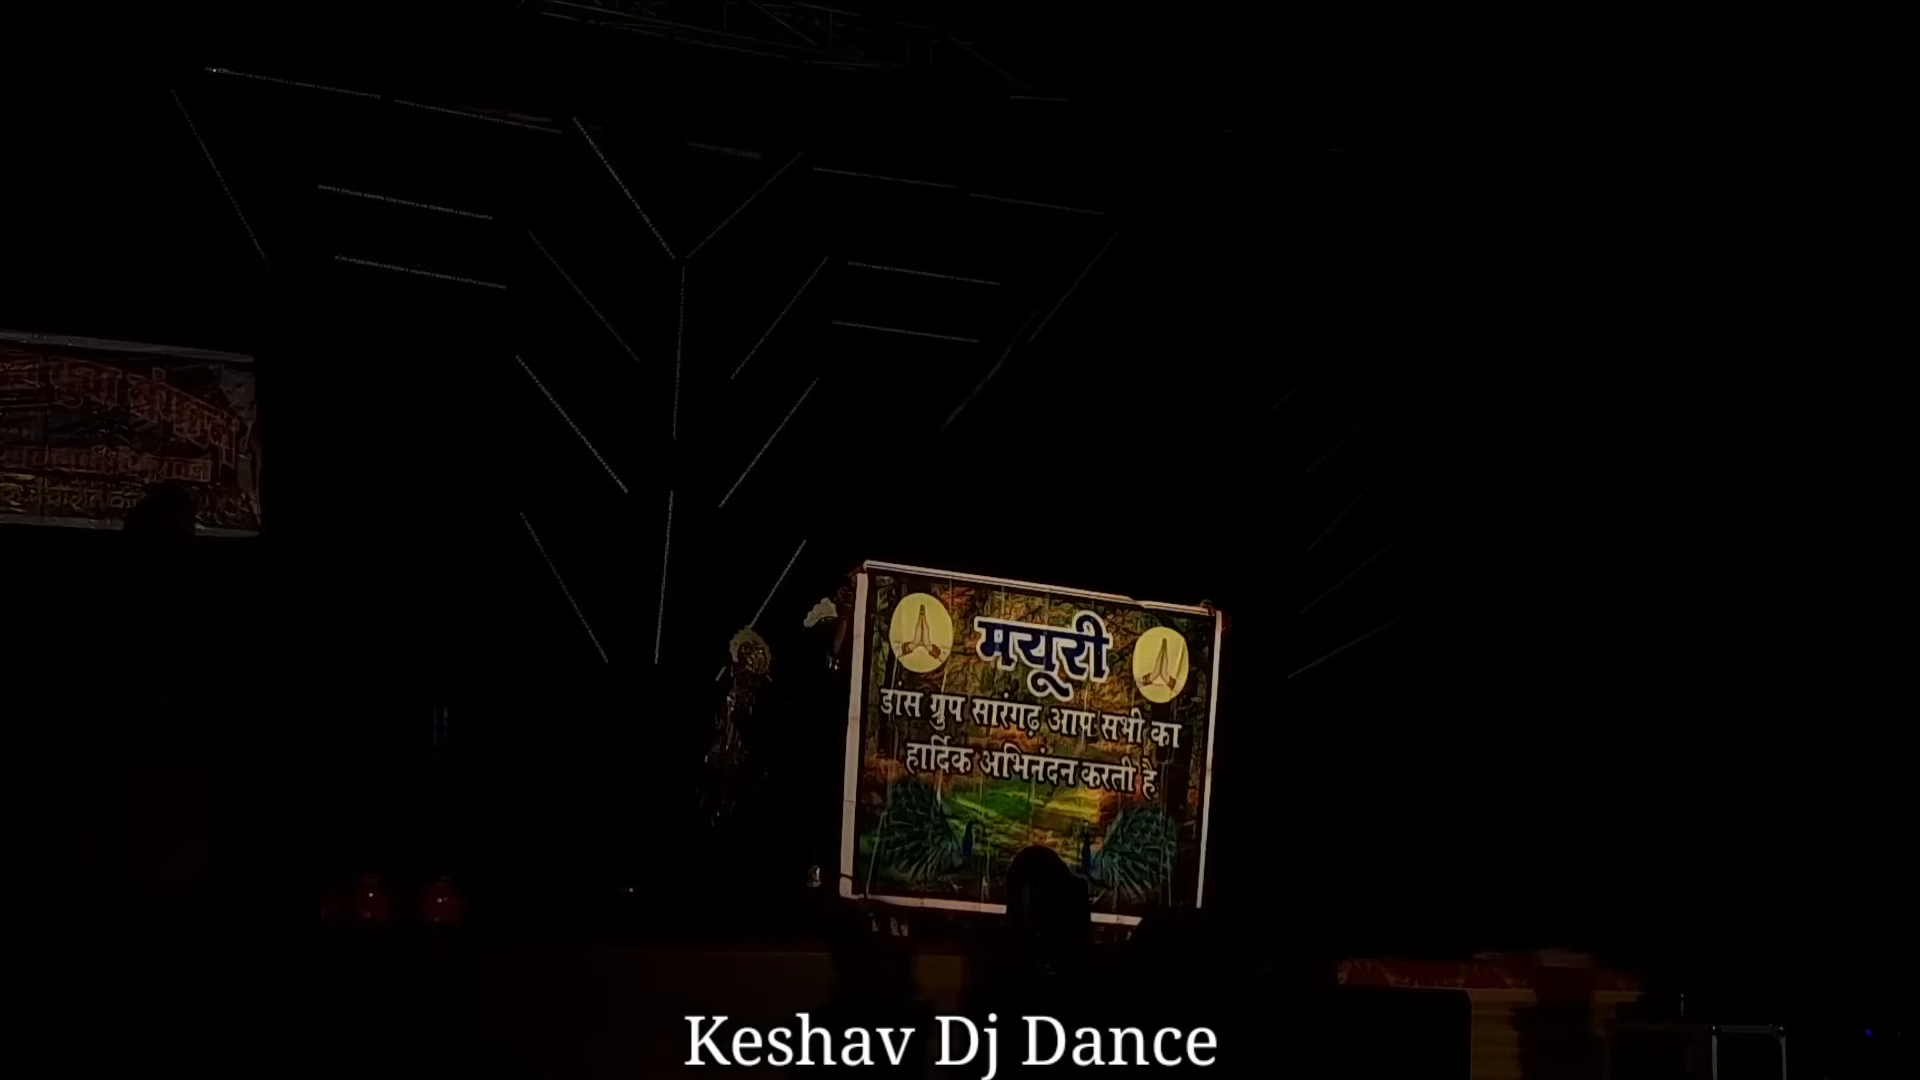 मयूरी
डांस ग्रुप सारंगढ़ आप सभी का
हार्दिक अभिनंदन करती है
Keshav Dj Dance